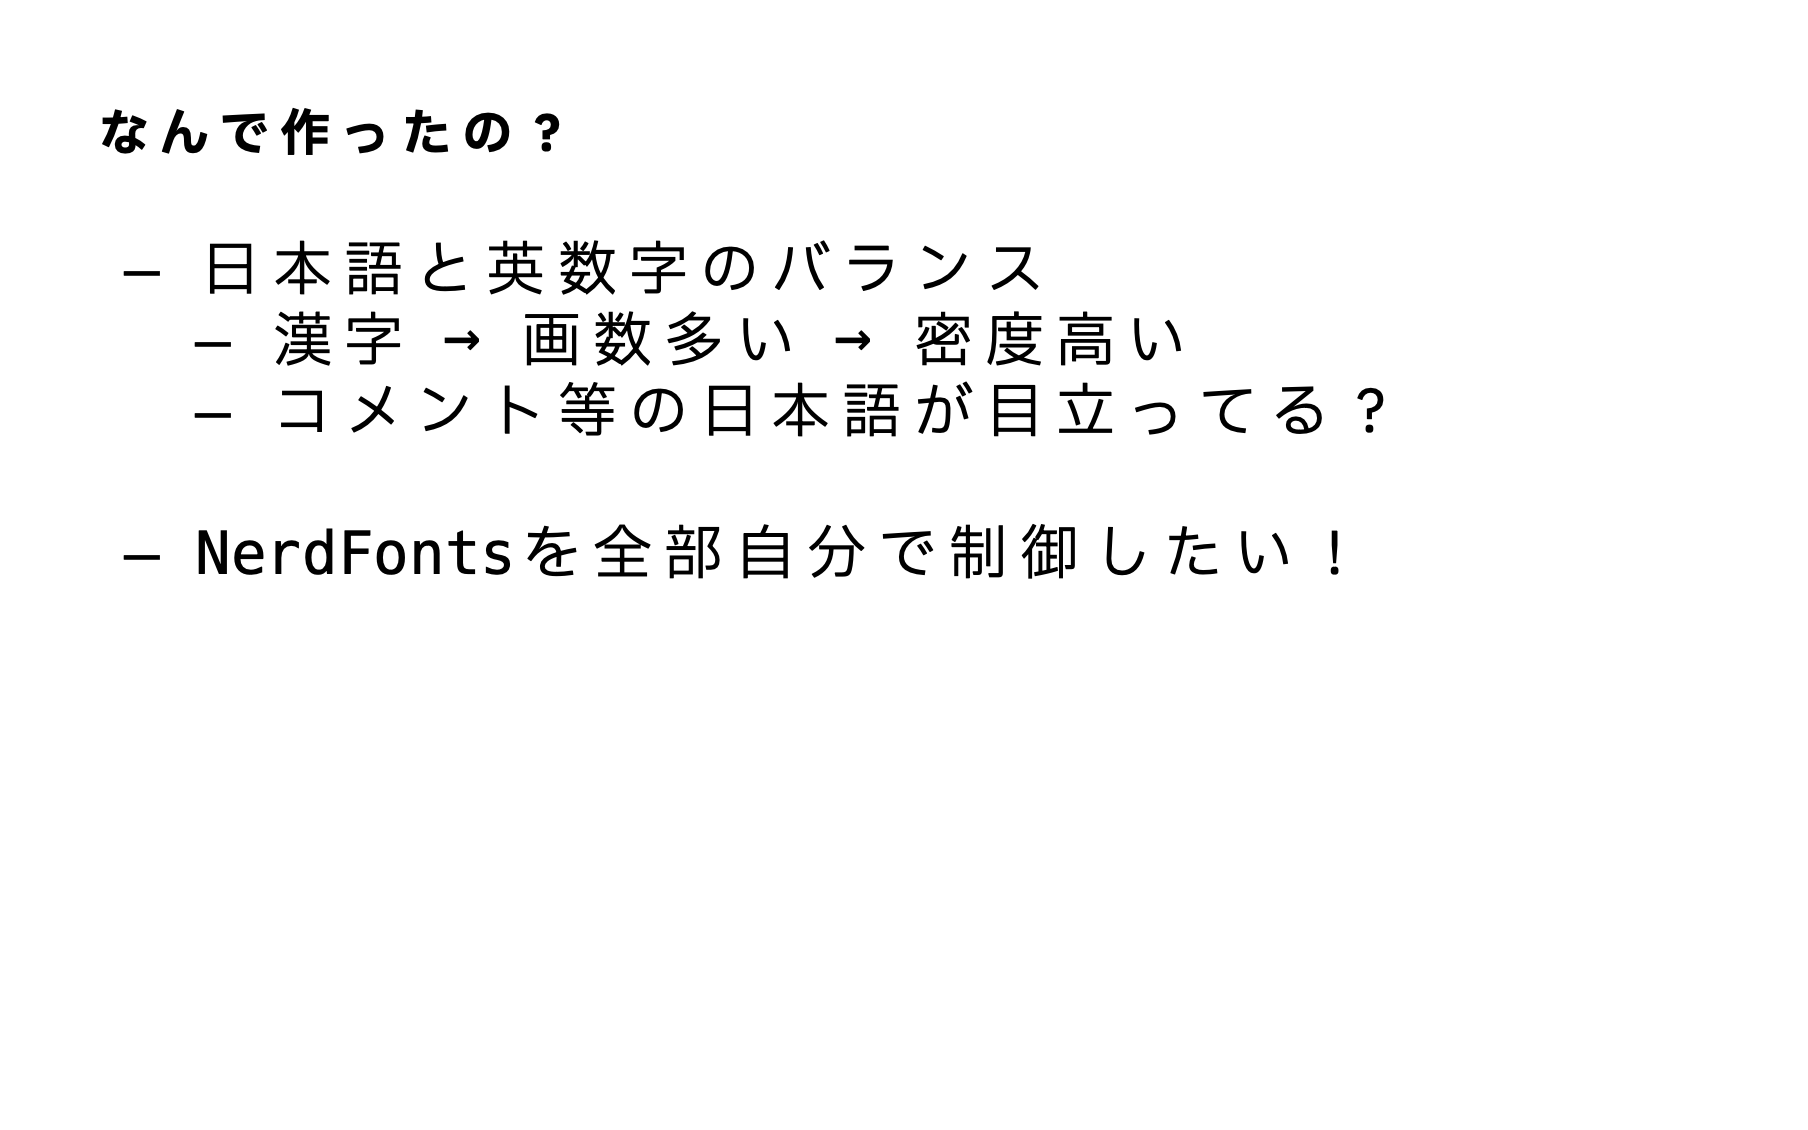 なんで作ったの？
— 日本語と英数字のバランス
— 漢字 → 画数多い → 密度高い
— コメント等の日本語が目立ってる？
— NerdFontsを全部自分で制御したい！